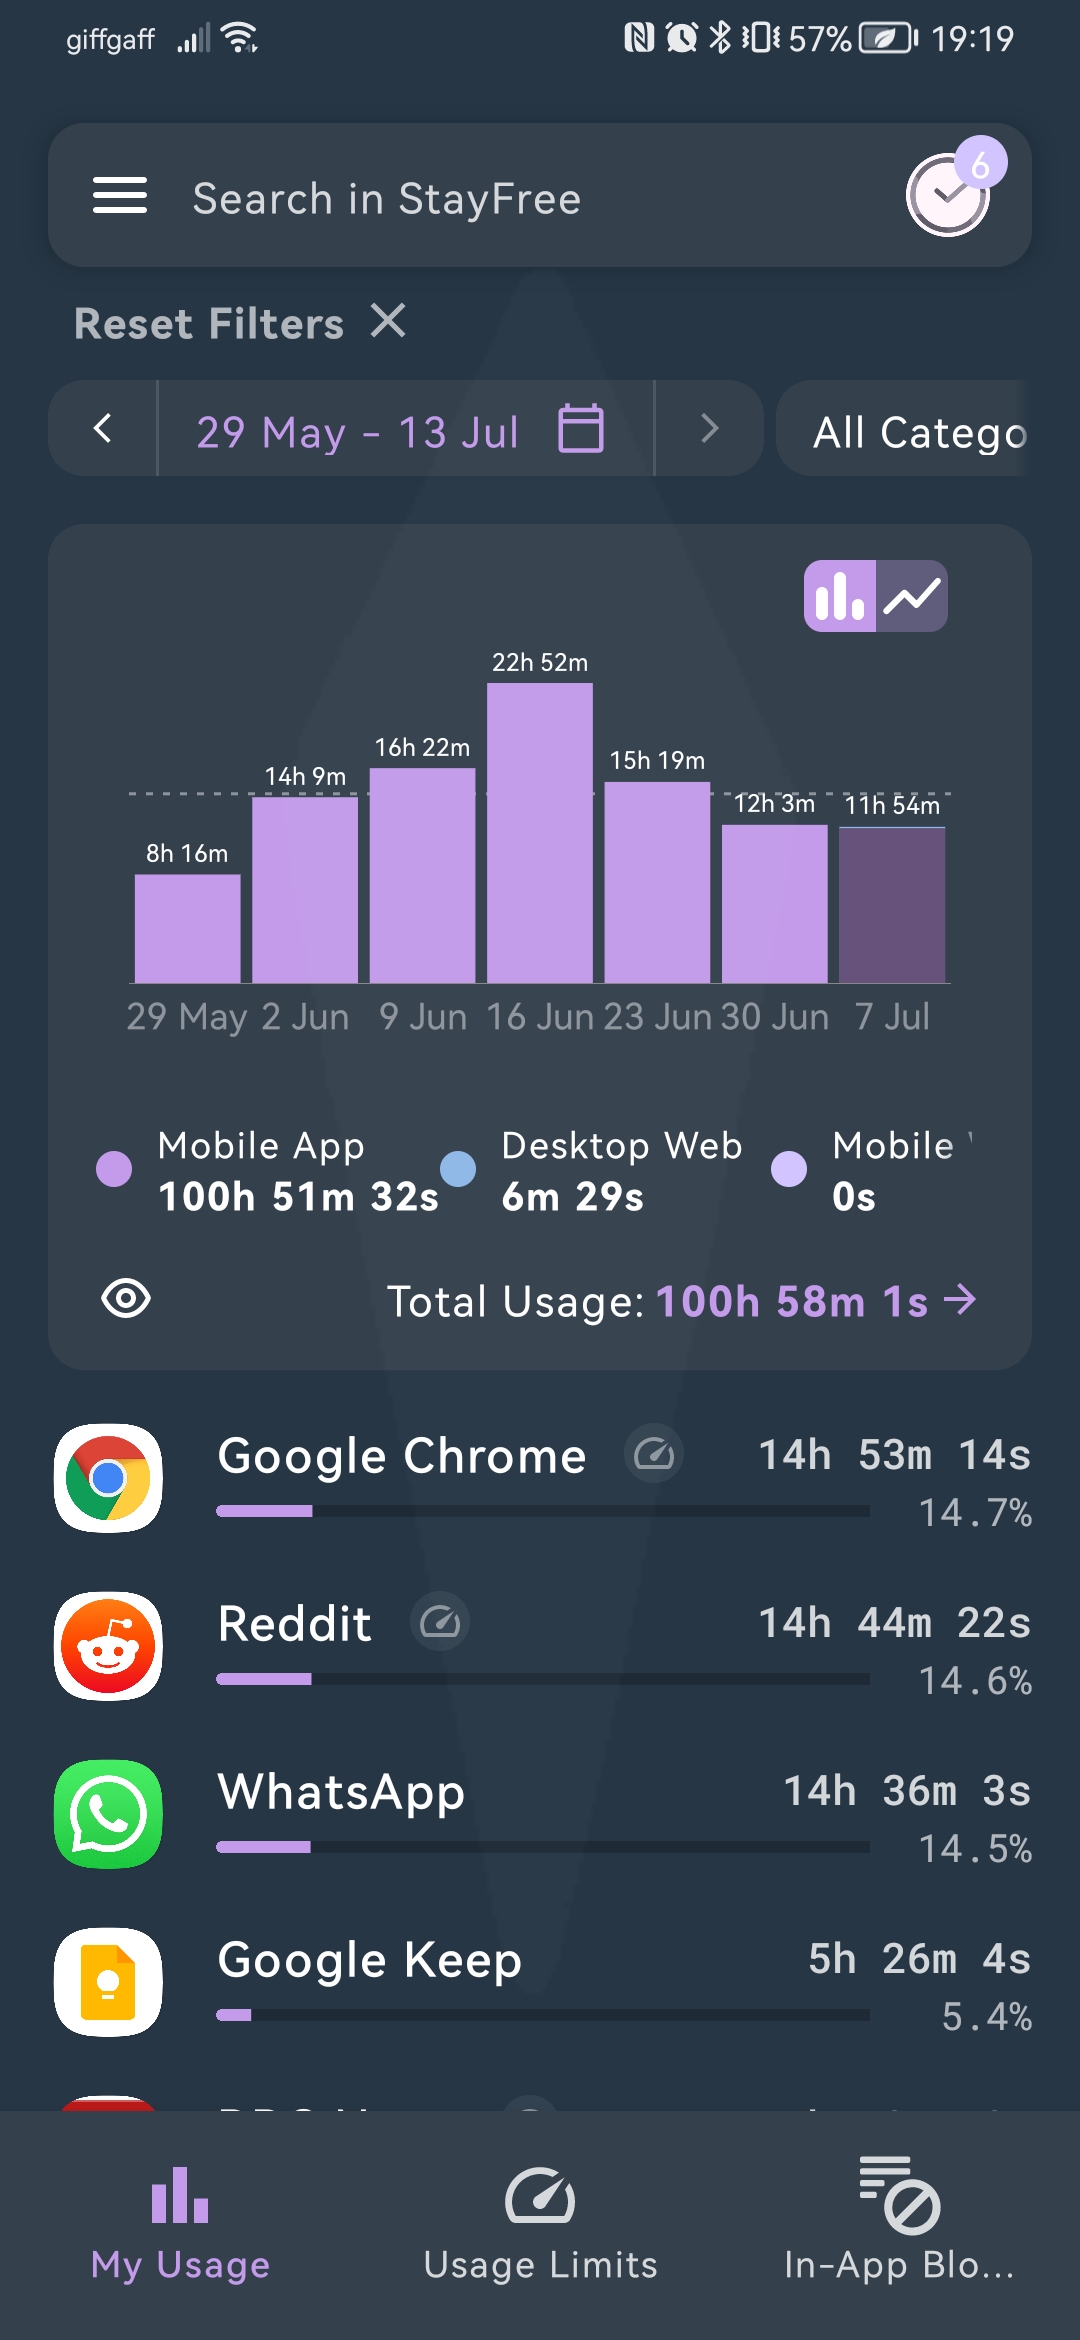 giffgaff 57% 19:19
Search in StayFree 6
Reset Filters
29 May - 13 Jul All Catego
22h 52m
16h 22m
15h 19m
14h 9m
12h 3m 11h 54m
8h 16m
29 May 2 Jun 9 Jun 16 Jun 23 Jun 30 Jun 7 Jul
Mobile App Desktop Web Mobile
100h 51m 32s 6m 29s 0s
Total Usage: 100h 58m 1s
Google Chrome 14h 53m 14s
14.7%
Reddit 14h 44m 22s
14.6%
WhatsApp 14h 36m 3s
14.5%
Google Keep 5h 26m 4s
5.4%
My Usage Usage Limits In-App Blo...